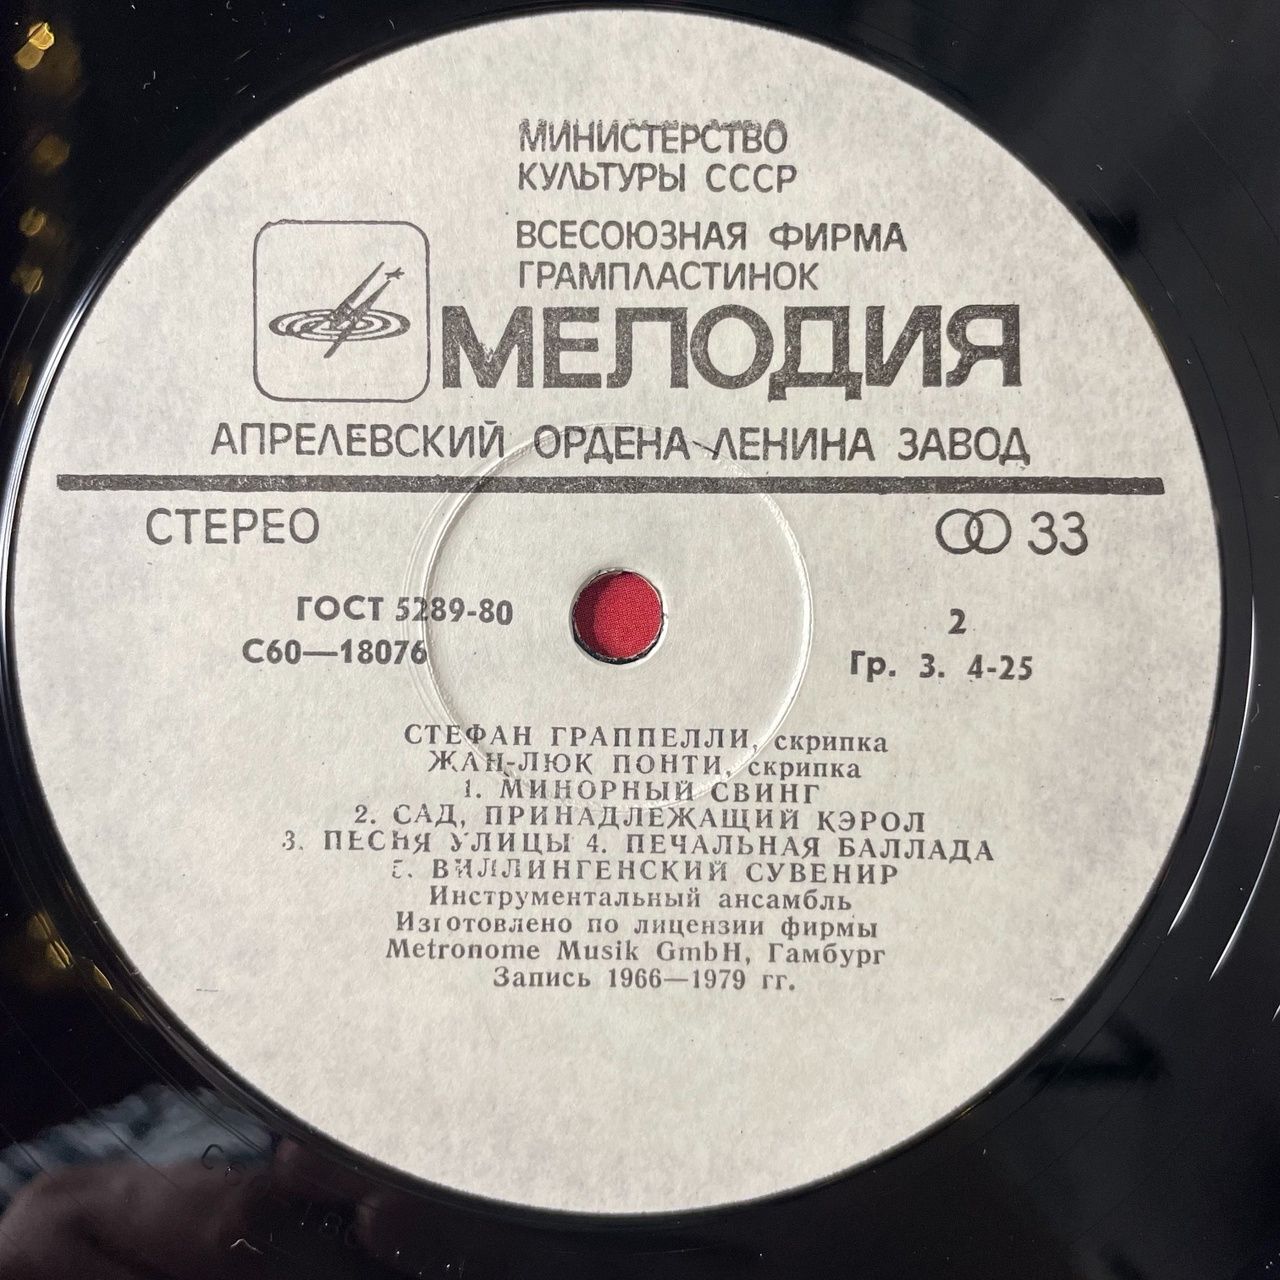 МИНИСТЕРСТВО
КУЛЬТУРЫ СССР
ВСЕСОЮЗНАЯ ФИРМА
ГРАМПЛАСТИНОК
МЕЛОДИЯ
АПРЕЛЕВСКИЙ ОРДЕНА ЛЕНИНА ЗАВОД
СТЕРЕО
33
ГОСТ 5289-80
С60—18076
2
Гр. 3. 4-25
СТЕФАН ГРАППЕЛЛИ, скрипка
ЖАН-ЛЮК ПОНТИ, скрипка
1. МИНОРНЫЙ СВИНГ
2. САД, ПРИНАДЛЕЖАЩИЙ КЭРОЛ
3. ПЕСНЯ УЛИЦЫ 4. ПЕЧАЛЬНАЯ БАЛЛАДА
5. ВИЛЛИНГЕНСКИЙ СУВЕНИР
Инструментальный ансамбль
Изготовлено по лицензии фирмы
Metronome Musik GmbH, Гамбург
Запись 1966—1979 гг.